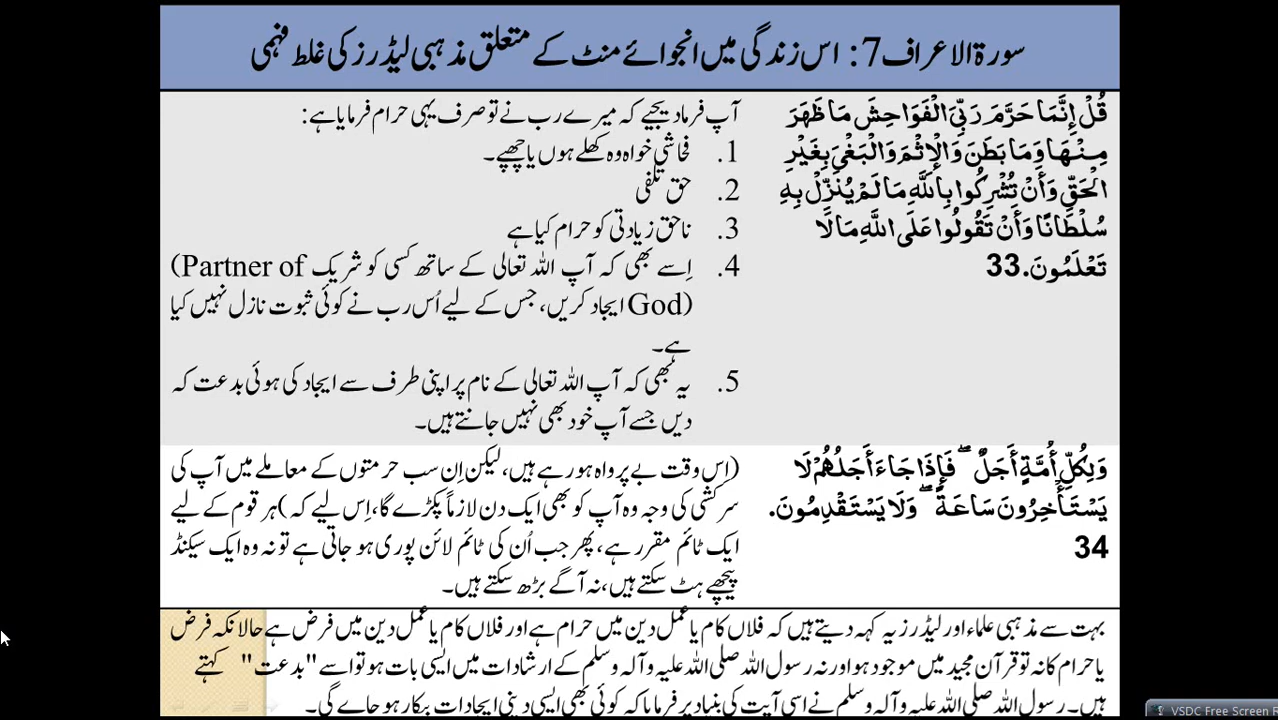 سورۃ الاعراف 7: اس زندگی میں انجوائے منٹ کے متعلق مذہبی لیڈرز کی غلط فہمی
قُلْ إِنَّمَا حَرَّمَ رَبِّيَ الْفَوَاحِشَ مَا ظَهَرَ
مِنْهَا وَمَا بَطَنَ وَالْإِثْمَ وَالْبَغْيَ بِغَيْرِ
الْحَقِّ وَأَنْ تُشْرِكُوا بِاللَّهِ مَا لَمْ يُنَزِّلْ بِهِ
سُلْطَانًا وَأَنْ تَقُولُوا عَلَى اللَّهِ مَا لَا
تَعْلَمُونَ.33
آپ فرما دیجیے کہ میرے رب نے تو صرف یہی حرام فرمایا ہے:
1. فحاشی خواہ وہ کھلے ہوں یا چھپے۔
2. حق تلفی
3. ناحق زیادتی کو حرام کیا ہے
4. اِسے بھی کہ آپ اللہ تعالی کے ساتھ کسی کو شریک (Partner of
God) ایجاد کریں، جس کے لیے اُس رب نے کوئی ثبوت نازل نہیں کیا
ہے۔
5. یہ بھی کہ آپ اللہ تعالی کے نام پر اپنی طرف سے ایجاد کی ہوئی بدعت کہ
دیں جسے آپ خود بھی نہیں جانتے ہیں۔
وَلِكُلِّ أُمَّةٍ أَجَلٌ ۖ فَإِذَا جَاءَ أَجَلُهُمْ لَا
يَسْتَأْخِرُونَ سَاعَةً ۖ وَلَا يَسْتَقْدِمُونَ.
34
(اس وقت بے پرواہ ہو رہے ہیں، لیکن اِن سب حرمتوں کے معاملے میں آپ کی
سرکشی کی وجہ وہ آپ کو بھی ایک دن لازماً پکڑے گا، اِس لیے کہ) ہر قوم کے لیے
ایک ٹائم مقرر ہے، پھر جب اُن کی ٹائم لائن پوری ہو جاتی ہے تو نہ وہ ایک سیکنڈ
پیچھے ہٹ سکتے ہیں، نہ آگے بڑھ سکتے ہیں۔
بہت سے مذہبی علماء اور لیڈرز یہ کہہ دیتے ہیں کہ فلاں کام یا عمل دین میں حرام ہے اور فلاں کام یا عمل دین میں فرض ہے حالانکہ فرض
یا حرام کا نہ تو قرآن مجید میں موجود ہو اور نہ رسول اللہ صلی اللہ علیہ وآلہ وسلم کے ارشادات میں ایسی بات ہو تو اسے "بدعت" کہتے
ہیں۔ رسول اللہ صلی اللہ علیہ وآلہ وسلم نے اسی آیت کی بنیاد پر فرمایا کہ کوئی بھی ایسی دینی ایجادات بیکار ہو جاے گی۔
VSDC Free Screen R